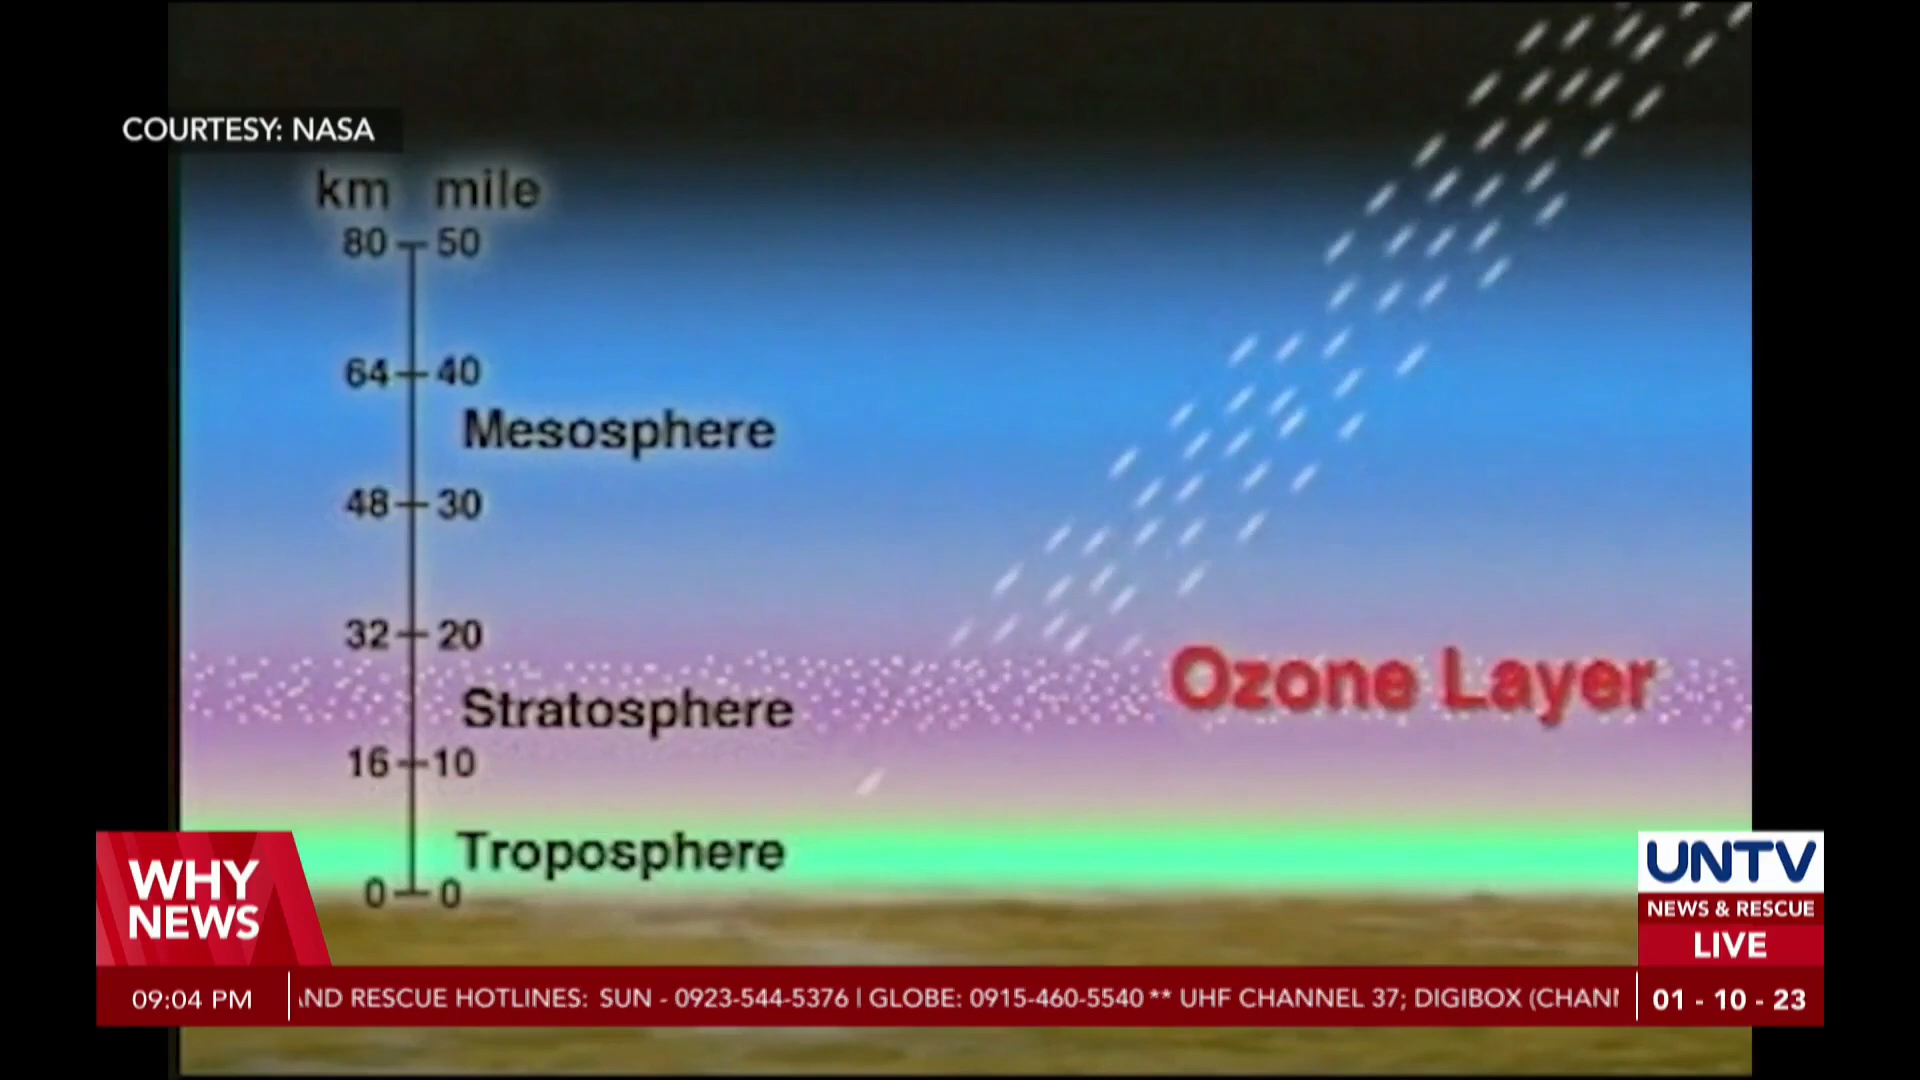 COURTESY: NASA
km mile
80 50
64 40
Mesosphere
48 30
32 20
Ozone Layer
Stratosphere
16 10
Troposphere
0 0
WHY
NEWS
UNTV
NEWS & RESCUE
LIVE
09:04 PM
AND RESCUE HOTLINES: SUN - 0923-544-5376 | GLOBE: 0915-460-5540 ** UHF CHANNEL 37; DIGIBOX (CHAN
01 - 10 - 23